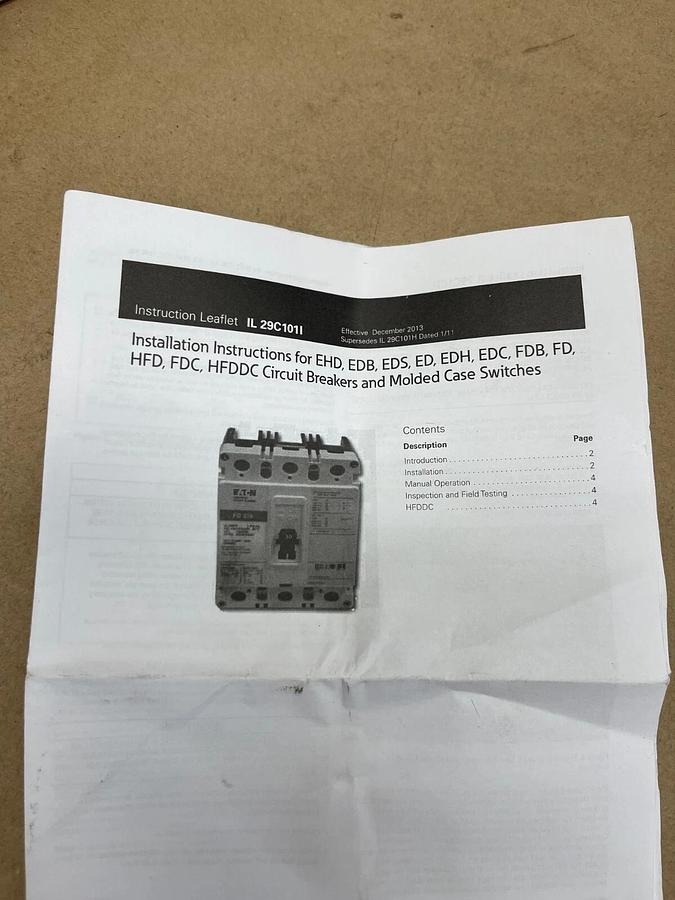 Instruction Leaflet IL 29C101I
Effective December 2013
Supersedes IL 29C101H Dated 1/11
Installation Instructions for EHD, EDB, EDS, ED, EDH, EDC, FDB, FD,
HFD, FDC, HFDDC Circuit Breakers and Molded Case Switches
Contents
Description Page
Introduction . . . . . . . . . . . . . . . . . . . . . . . . . . . . . . . 2
Installation . . . . . . . . . . . . . . . . . . . . . . . . . . . . . . . 2
Manual Operation . . . . . . . . . . . . . . . . . . . . . . . . . . 4
Inspection and Field Testing . . . . . . . . . . . . . . . . . . 4
HFDDC . . . . . . . . . . . . . . . . . . . . . . . . . . . . . . . 4
EATON